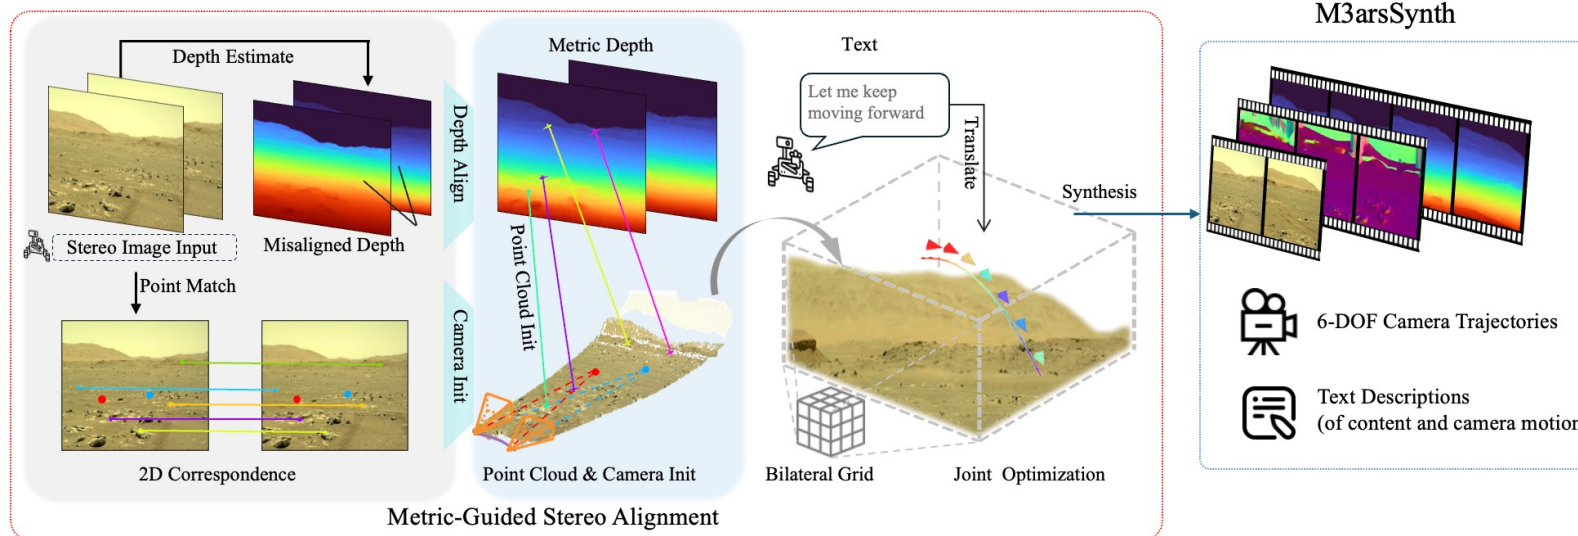 M3arsSynth
Depth Estimate
Metric Depth
Text
Let me keep
moving forward
Depth Align
Translate
Synthesis
Stereo Image Input
Misaligned Depth
Point Match
Point Cloud Init
Camera Init
6-DOF Camera Trajectories
Text Descriptions
(of content and camera motion
2D Correspondence
Point Cloud & Camera Init
Bilateral Grid
Joint Optimization
Metric-Guided Stereo Alignment